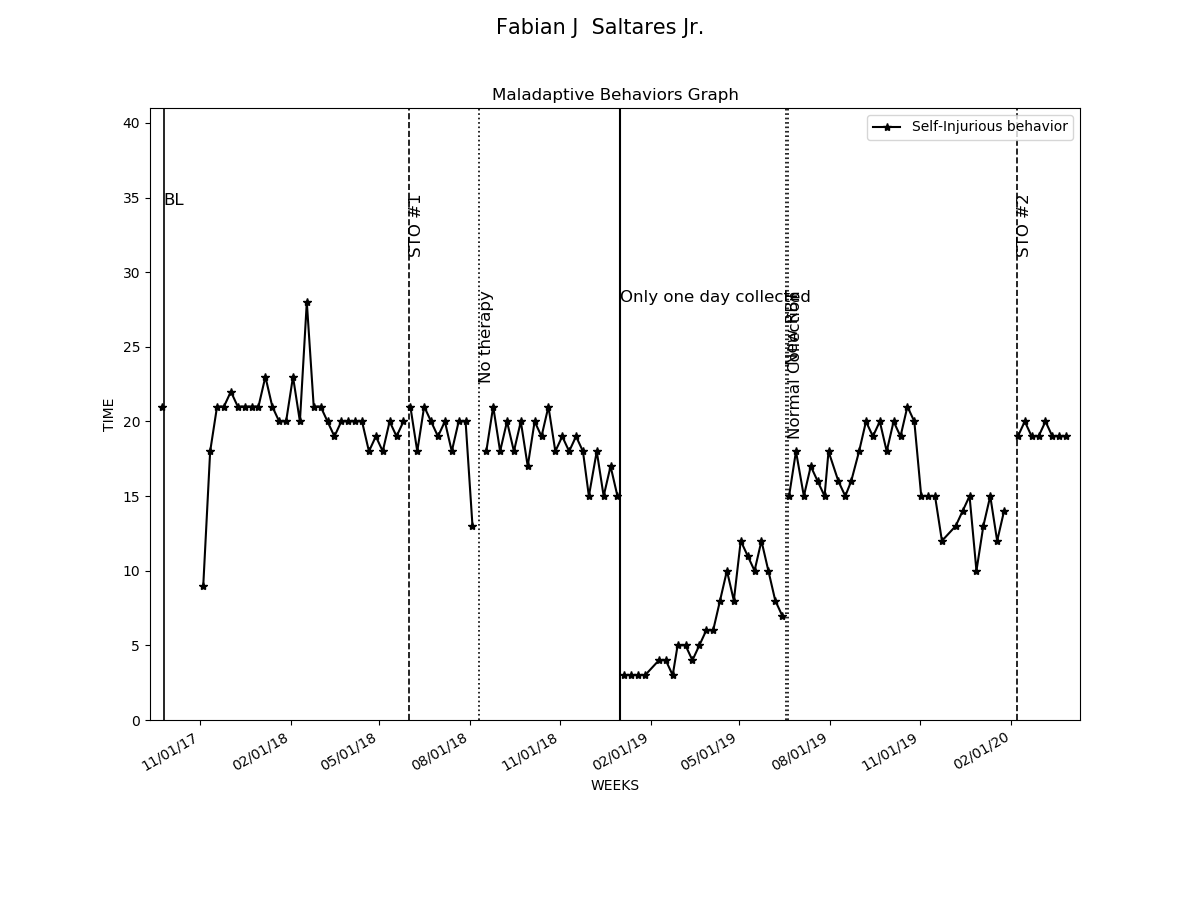 Fabian J  Saltares Jr.
Maladaptive Behaviors Graph
Self-Injurious behavior
BL
STO #1
No therapy
Only one day collected
Normal Collection
STO #2
TIME
40
35
30
25
20
15
10
5
0
11/01/17
02/01/18
05/01/18
08/01/18
11/01/18
02/01/19
05/01/19
08/01/19
11/01/19
02/01/20
WEEKS